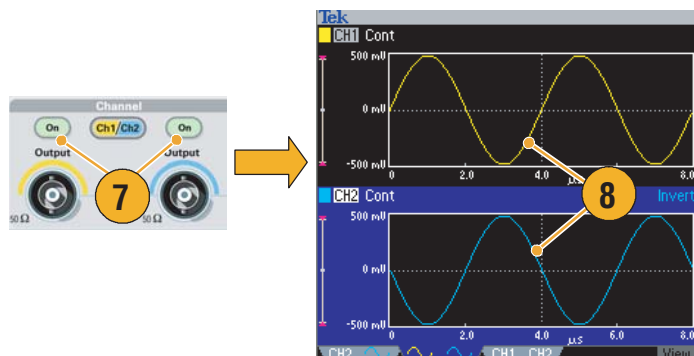 Channel
On Ch1/Ch2 On
Output Output
50Ω 50Ω
7
Tek
CH1 Cont
500 mV
0 mV
-500 mV
0 2.0 4.0 μs 8.0
8
CH2 Cont Invert
500 mV
0 mV
-500 mV
0 2.0 4.0 μs 6.0 8.0
CH2 CH1 CH2 View